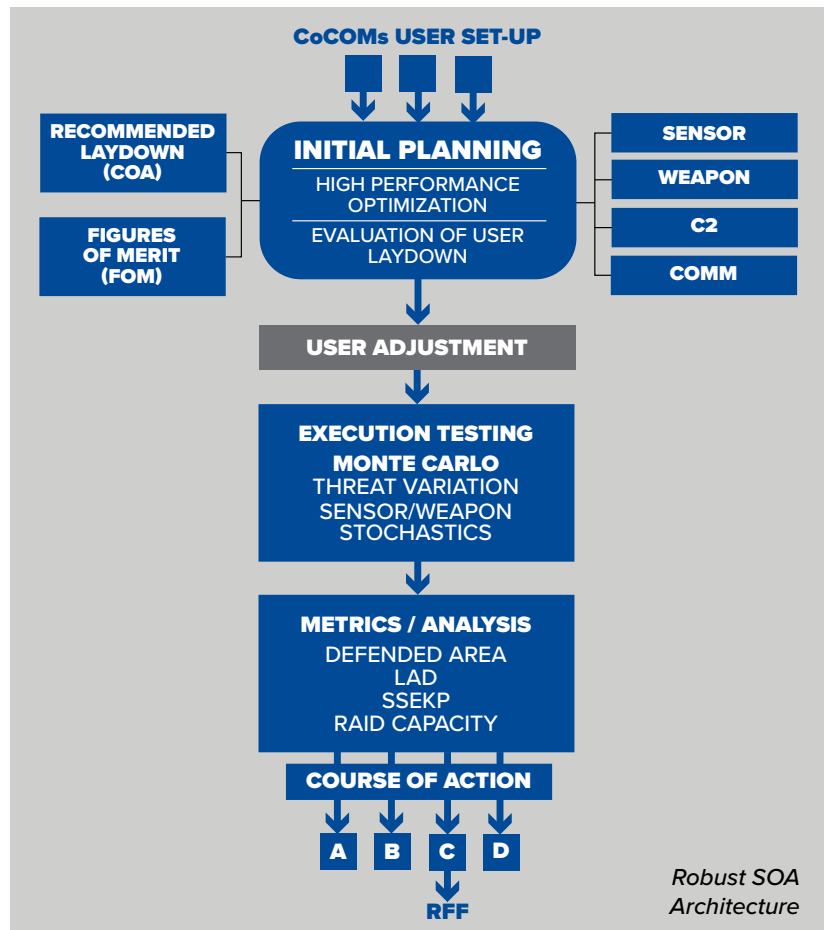 CoCOMs USER SET-UP
RECOMMENDED
LAYDOWN
(COA)
FIGURES
OF MERIT
(FOM)
INITIAL PLANNING
HIGH PERFORMANCE
OPTIMIZATION
EVALUATION OF USER
LAYDOWN
SENSOR
WEAPON
C2
COMM
USER ADJUSTMENT
EXECUTION TESTING
MONTE CARLO
THREAT VARIATION
SENSOR/WEAPON
STOCHASTICS
METRICS / ANALYSIS
DEFENDED AREA
LAD
SSEKP
RAID CAPACITY
COURSE OF ACTION
A
B
C
D
RFF
Robust SOA
Architecture